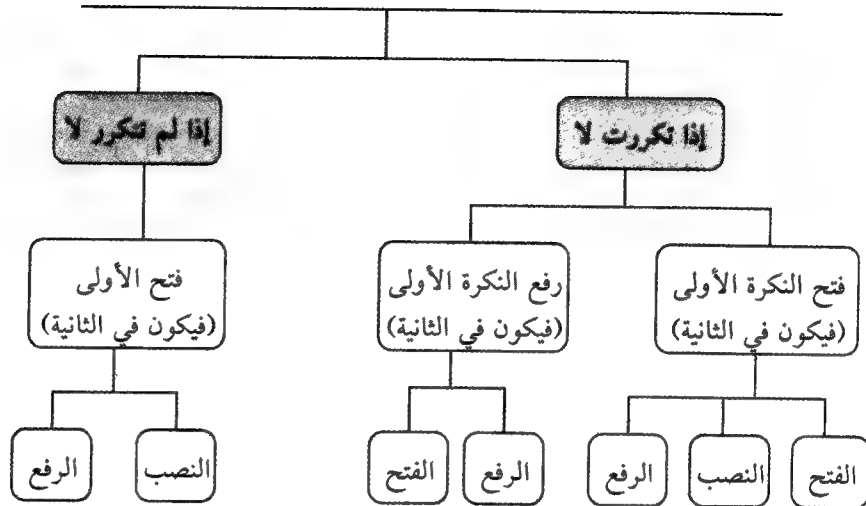 إذا تكررت لا
إذا لم تتكرر لا
فتح النكرة الأولى
(فيكون في الثانية)
رفع النكرة الأولى
(فيكون في الثانية)
فتح الأولى
(فيكون في الثانية)
الفتح
النصب
الرفع
الرفع
الفتح
النصب
الرفع